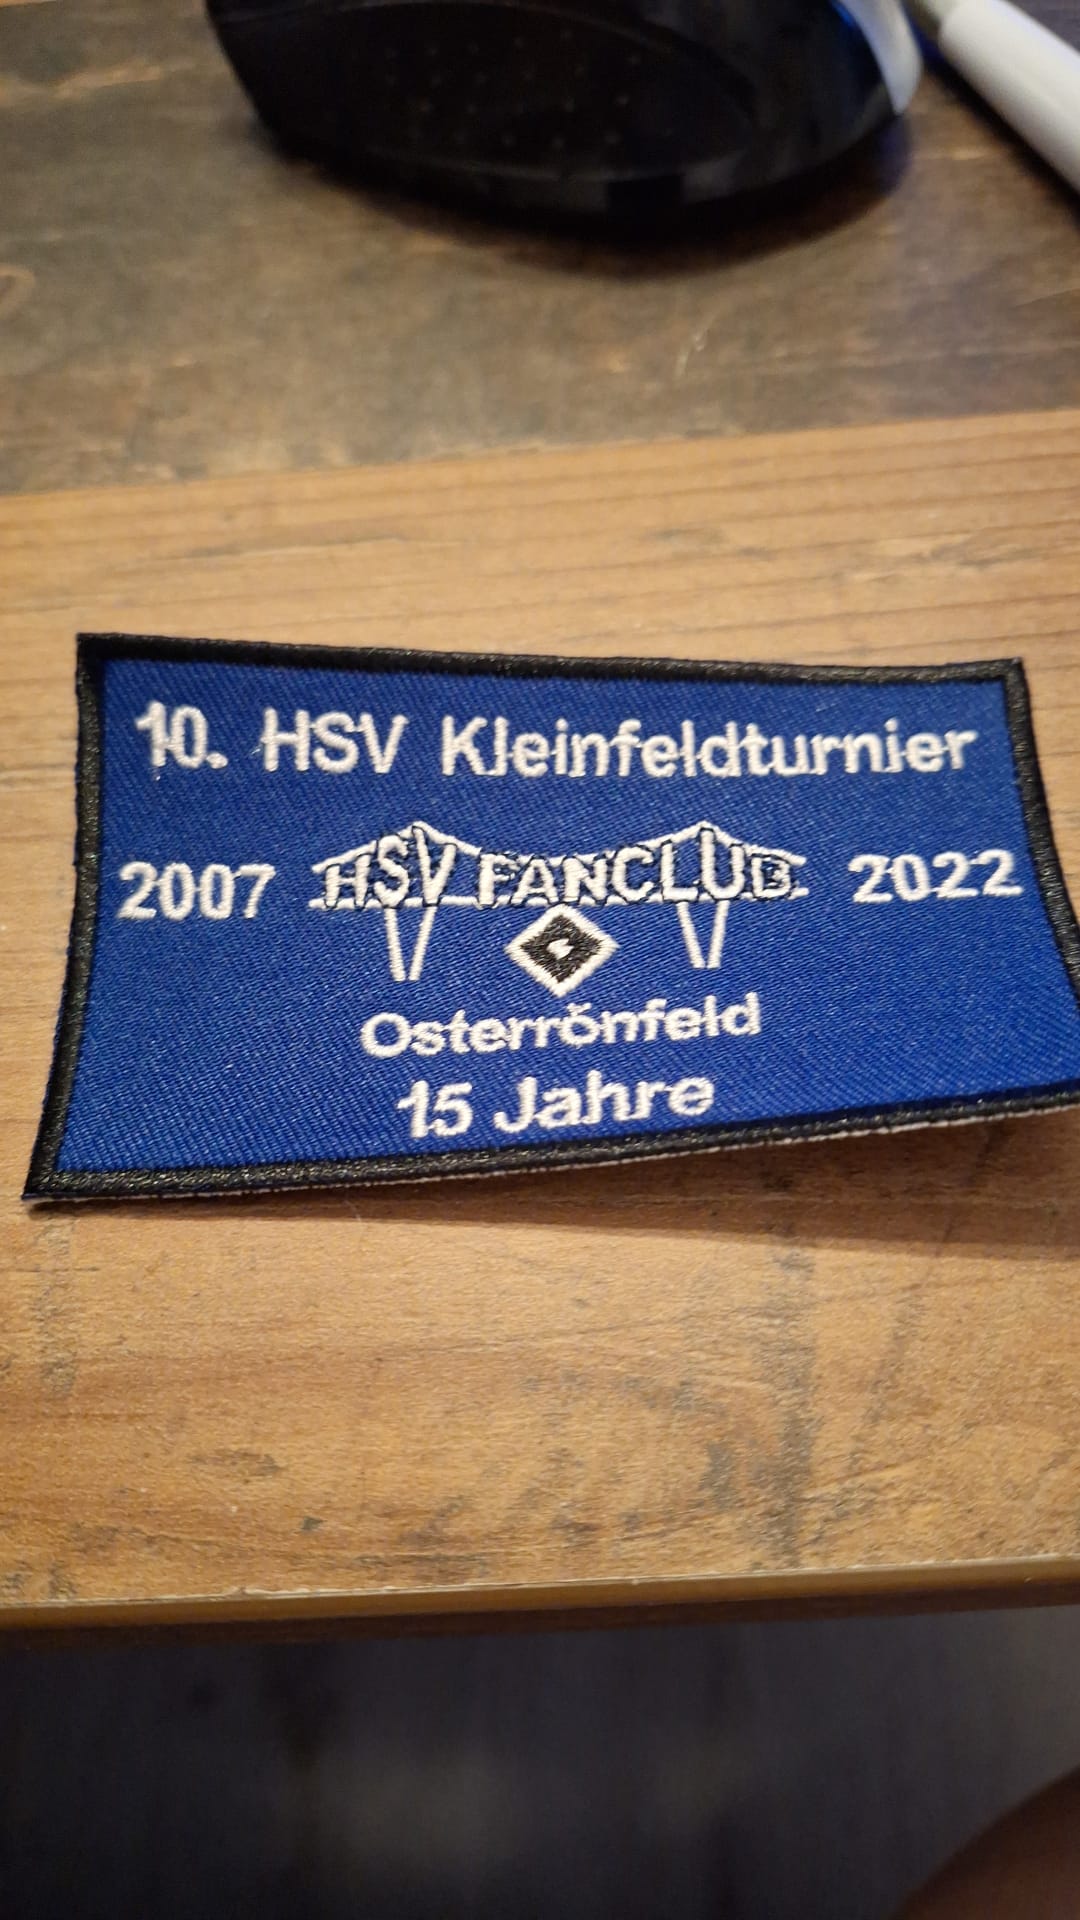 10. HSV Kleinfeldturnier
2007 HSV FANCLUB 2022
Osterrönfeld
15 Jahre